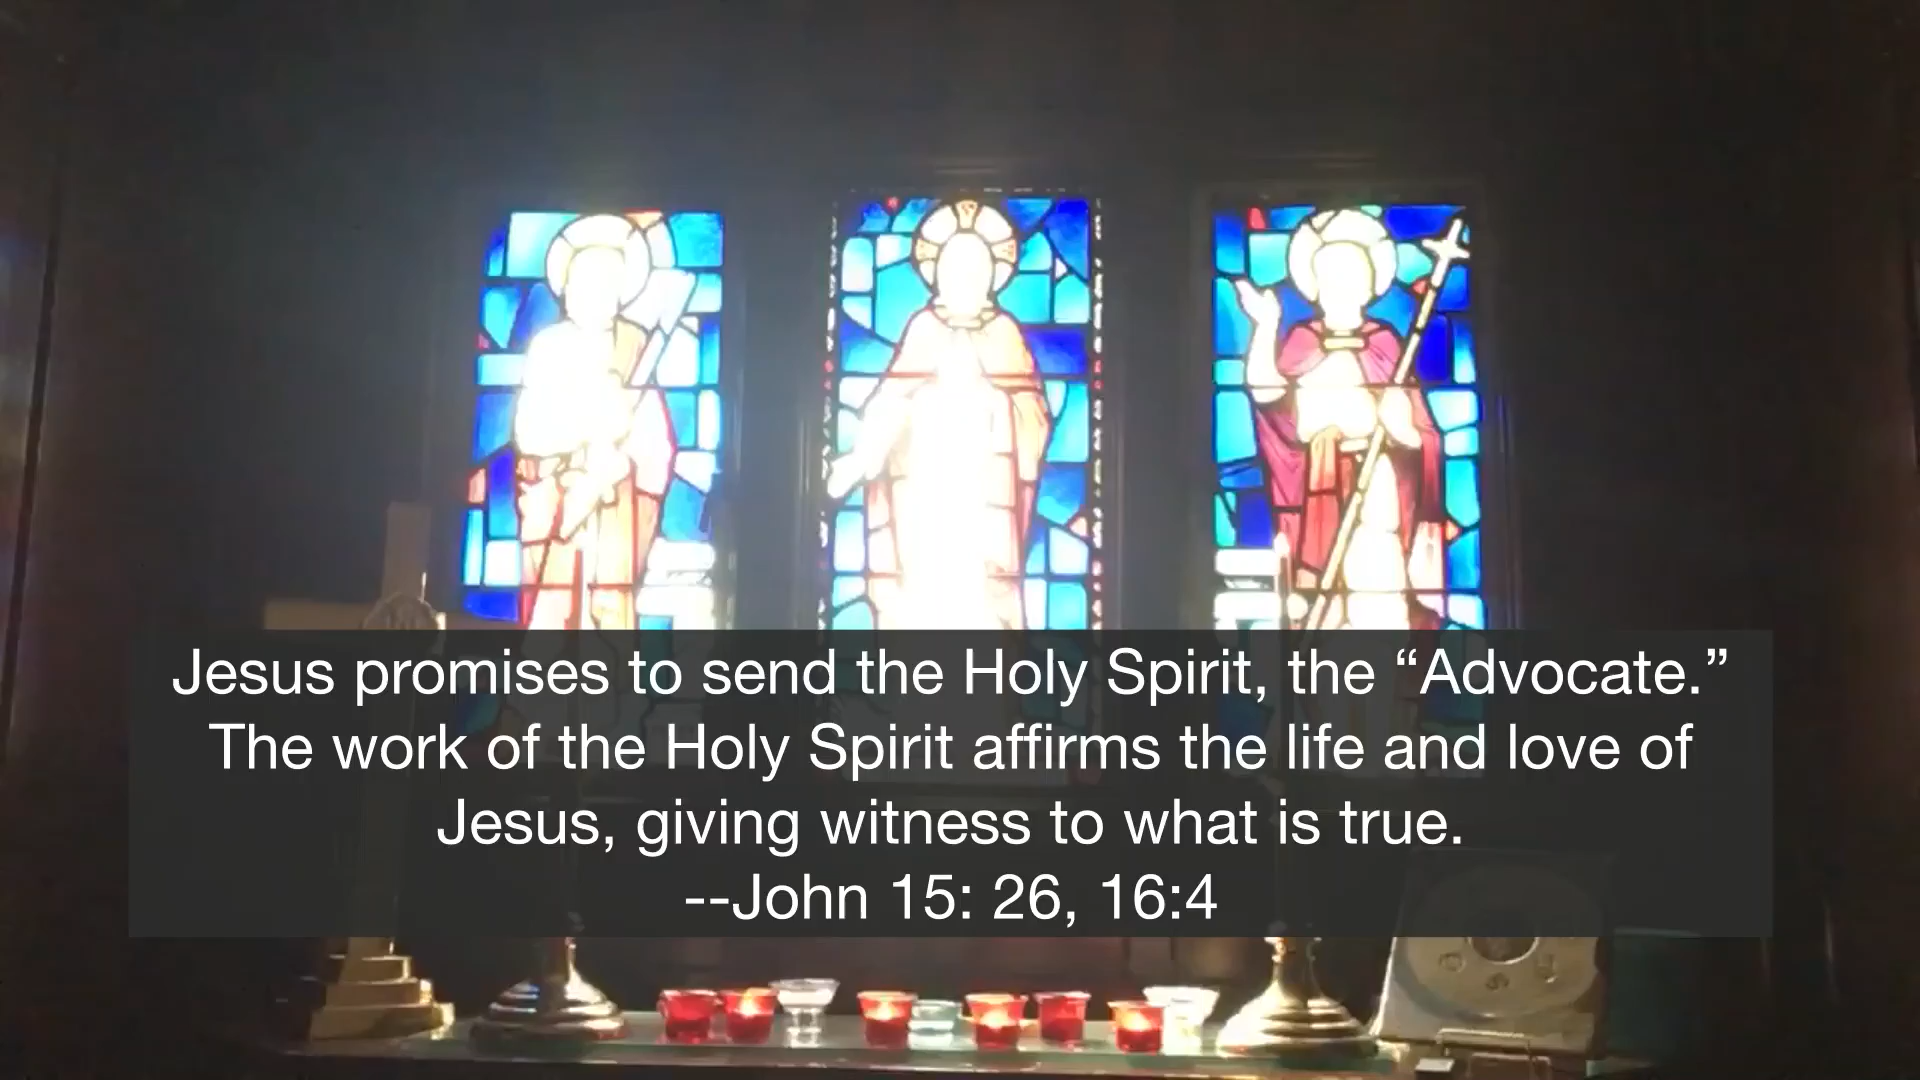 Jesus promises to send the Holy Spirit, the “Advocate.”
The work of the Holy Spirit affirms the life and love of
Jesus, giving witness to what is true.
--John 15: 26, 16:4